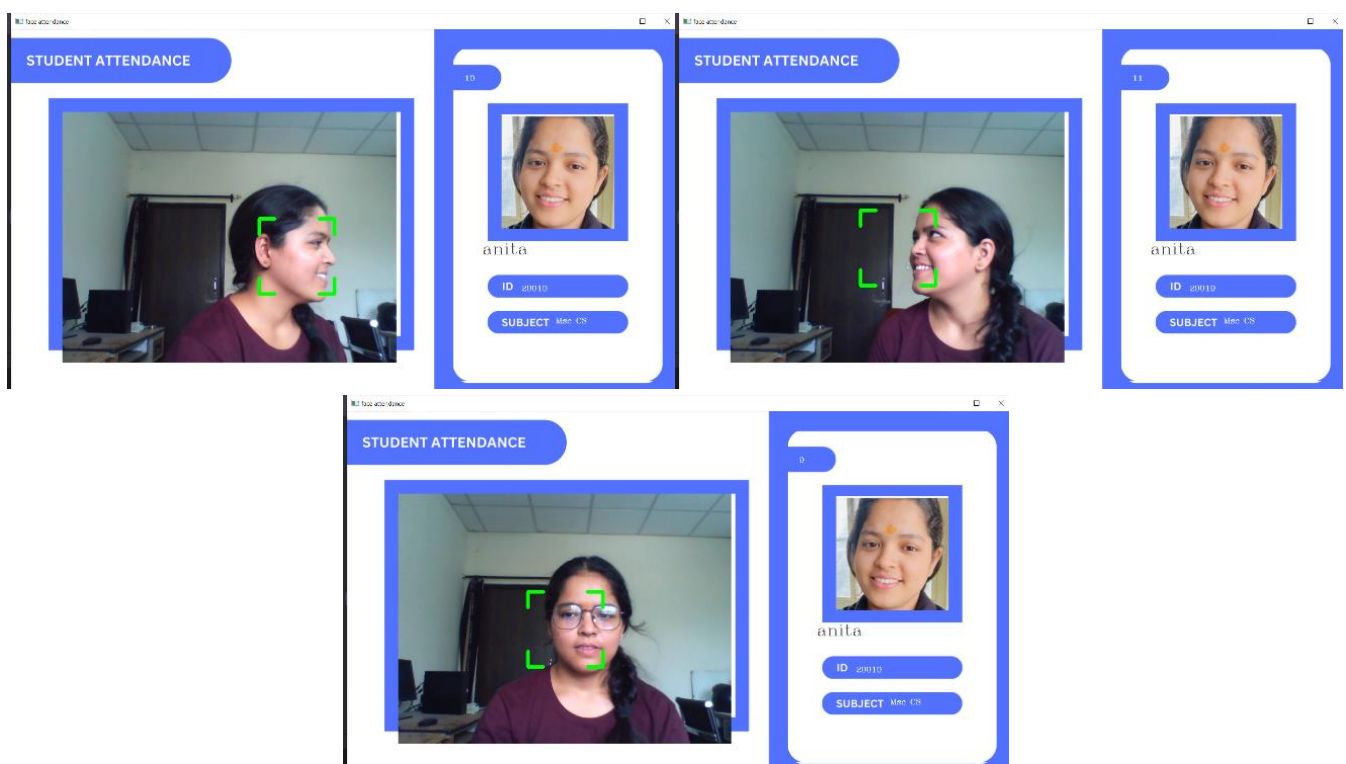 face attendance
STUDENT ATTENDANCE
10
anita
ID 20010
SUBJECT Msc CS
face attendance
STUDENT ATTENDANCE
11
anita
ID 20010
SUBJECT Msc CS
face attendance
STUDENT ATTENDANCE
9
anita
ID 20010
SUBJECT Msc CS